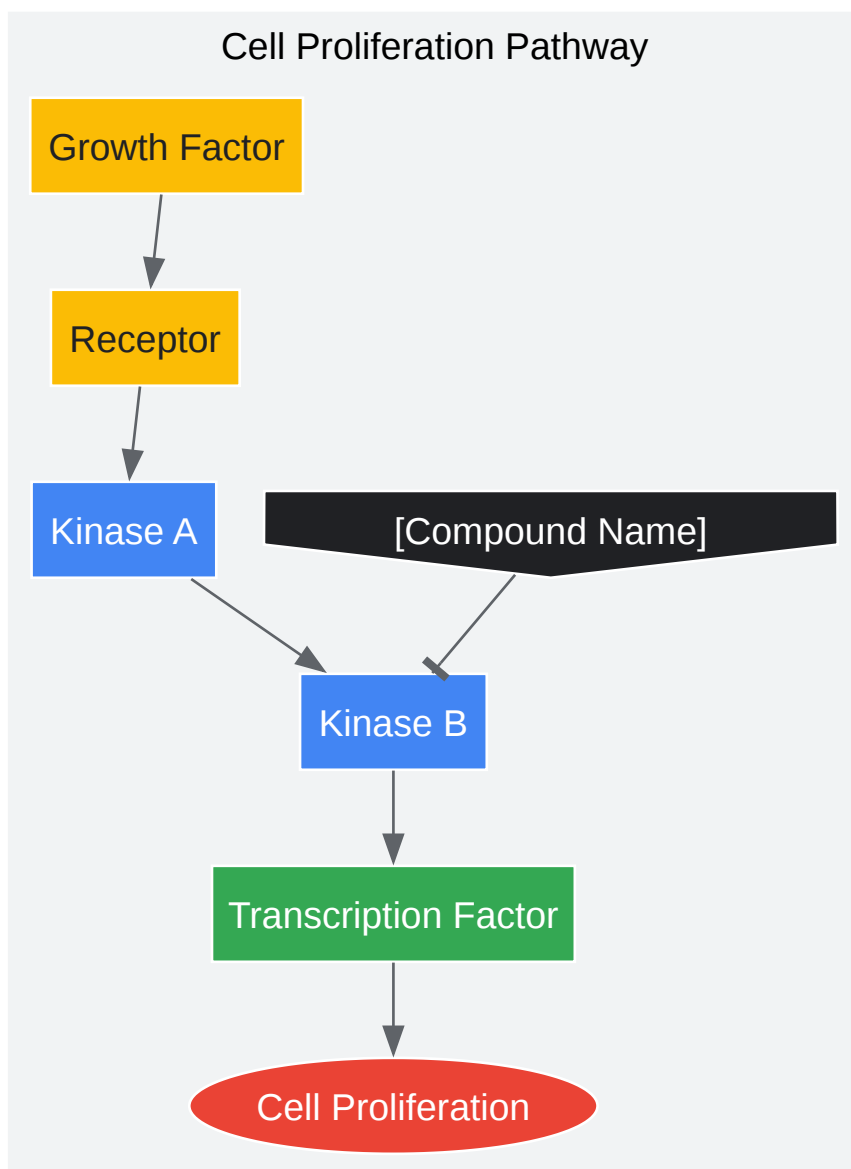 Cell Proliferation Pathway
Growth Factor
Receptor
Kinase A
[Compound Name]
Kinase B
Transcription Factor
Cell Proliferation